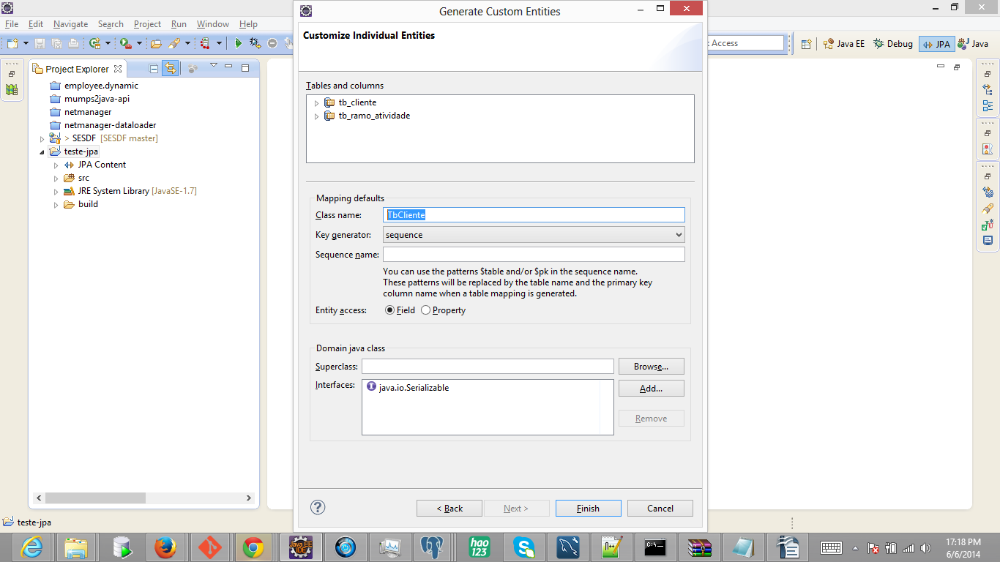 Generate Custom Entities
File Edit Navigate Search Project Run Window Help
Customize Individual Entities
Access
Java EE
Debug
JPA
Java
Project Explorer
employee.dynamic
mumps2java-api
netmanager
netmanager-dataloader
> SESDF [SESDF master]
teste-jpa
JPA Content
src
JRE System Library [JavaSE-1.7]
build
Tables and columns
tb_cliente
tb_ramo_atividade
Mapping defaults
Class name: TbCliente
Key generator: sequence
Sequence name:
You can use the patterns $table and/or $pk in the sequence name.
These patterns will be replaced by the table name and the primary key
column name when a table mapping is generated.
Entity access: Field Property
Domain java class
Superclass: Browse...
Interfaces: java.io.Serializable Add...
Remove
< Back Next > Finish Cancel
teste-jpa
Java EE
IDE
hao
123
C:\.
17:18 PM
6/6/2014